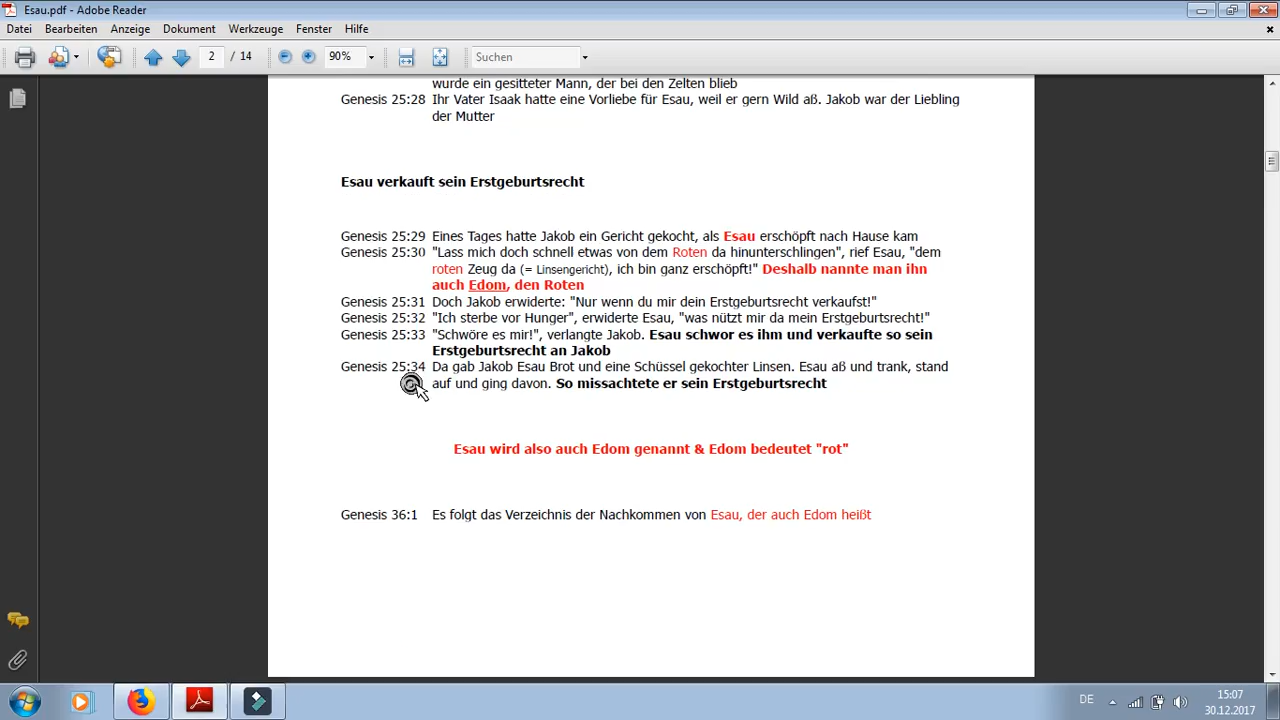 Esau.pdf - Adobe Reader
Datei Bearbeiten Anzeige Dokument Werkzeuge Fenster Hilfe
2 / 14 90% Suchen
wurde ein gesitteter Mann, der bei den Zelten blieb
Genesis 25:28 Ihr Vater Isaak hatte eine Vorliebe für Esau, weil er gern Wild aß. Jakob war der Liebling
der Mutter
Esau verkauft sein Erstgeburtsrecht
Genesis 25:29 Eines Tages hatte Jakob ein Gericht gekocht, als Esau erschöpft nach Hause kam
Genesis 25:30 "Lass mich doch schnell etwas von dem Roten da hinunterschlingen", rief Esau, "dem
roten Zeug da (= Linsengericht), ich bin ganz erschöpft!" Deshalb nannte man ihn
auch Edom, den Roten
Genesis 25:31 Doch Jakob erwiderte: "Nur wenn du mir dein Erstgeburtsrecht verkaufst!"
Genesis 25:32 "Ich sterbe vor Hunger", erwiderte Esau, "was nützt mir da mein Erstgeburtsrecht!"
Genesis 25:33 "Schwöre es mir!", verlangte Jakob. Esau schwor es ihm und verkaufte so sein
Erstgeburtsrecht an Jakob
Genesis 25:34 Da gab Jakob Esau Brot und eine Schüssel gekochter Linsen. Esau aß und trank, stand
auf und ging davon. So missachtete er sein Erstgeburtsrecht
Esau wird also auch Edom genannt & Edom bedeutet "rot"
Genesis 36:1 Es folgt das Verzeichnis der Nachkommen von Esau, der auch Edom heißt
DE 15:07
30.12.2017